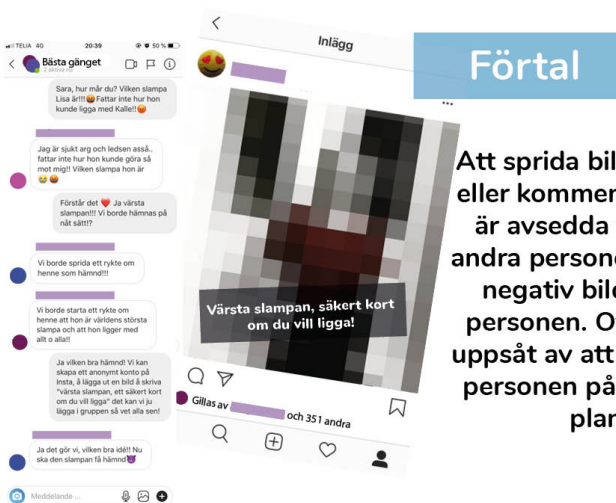 TELIA 4G 20:39 50 %
Bästa gänget
2 aktiva nu
Sara, hur mår du? Vilken slampa
Lisa är!!!🤬 Fattar inte hur hon
kunde ligga med Kalle!!😡
Jag är sjukt arg och ledsen asså..
fattar inte hur hon kunde göra så
mot mig!! Vilken slampa hon är
😭🤬
Förstår det ❤️ Ja värsta
slampan!!! Vi borde hämnas på
nåt sätt!?
Vi borde sprida ett rykte om
henne som hämnd!!!
Vi borde starta ett rykte om
henne att hon är världens största
slampa och att hon ligger med
allt o alla!!
Ja vilken bra hämnd! Vi kan
skapa ett anonymt konto på
Insta, å lägga ut en bild å skriva
"värsta slampan, ett säkert kort
om du vill ligga" det kan vi ju
lägga i gruppen så vet alla sen!
Ja det gör vi, vilken bra idé!! Nu
ska den slampan få hämnd😈
Meddelande ...
Inlägg
Värsta slampan, säkert kort
om du vill ligga!
Gillas av och 351 andra
Förtal
Att sprida bil
eller kommen
är avsedda
andra persone
negativ bild
personen. O
uppsåt av att
personen på
plan